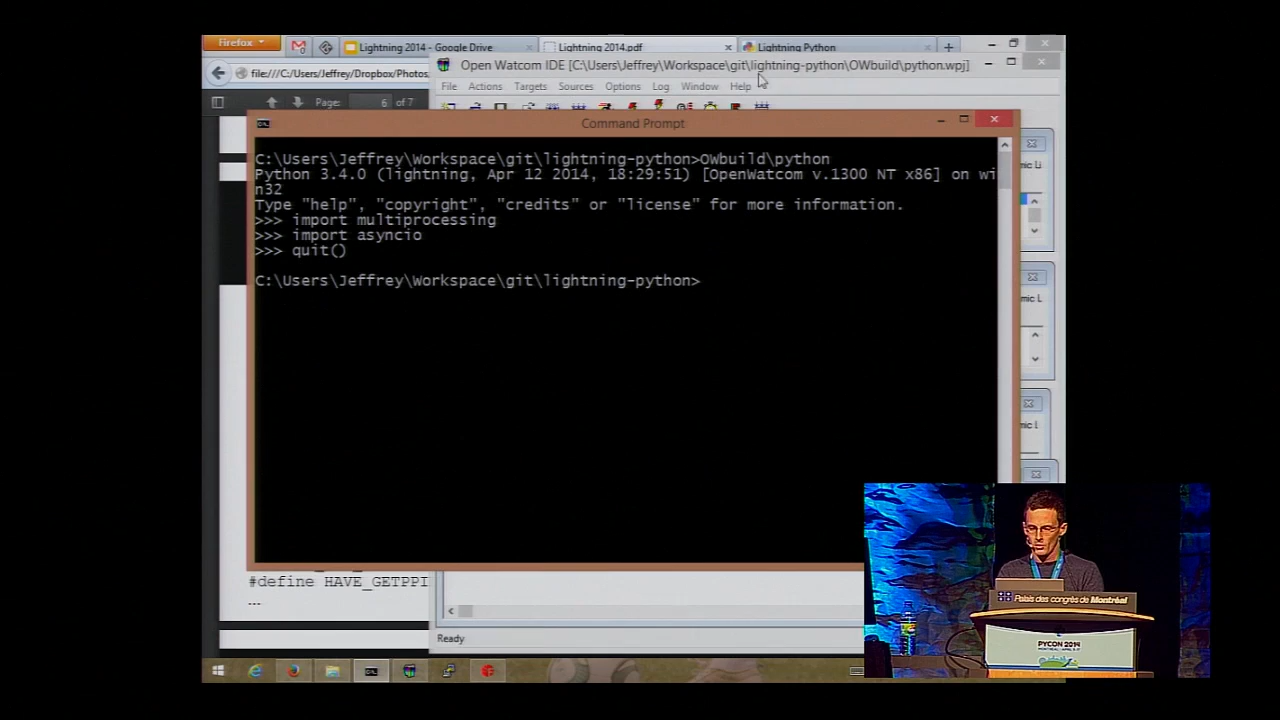 Firefox
Lightning 2014 - Google Drive
Lightning 2014.pdf
Lightning Python
file:///C:/Users/Jeffrey/Dropbox/Photos,
Open Watcom IDE [C:\Users\Jeffrey\Workspace\git\lightning-python\OWbuild\python.wpj]
Page: 6 of 7
File Actions Targets Sources Options Log Window Help
Command Prompt
C:\Users\Jeffrey\Workspace\git\lightning-python>OWbuild\python
Python 3.4.0 (lightning, Apr 12 2014, 18:29:51) [OpenWatcom v.1300 NT x86] on wi
n32
Type "help", "copyright", "credits" or "license" for more information.
>>> import multiprocessing
>>> import asyncio
>>> quit()
C:\Users\Jeffrey\Workspace\git\lightning-python>
amic Li
mic L
mic L
#define HAVE_GETPPI
...
Ready
Palais des congrès de Montréal
PYCON 2014